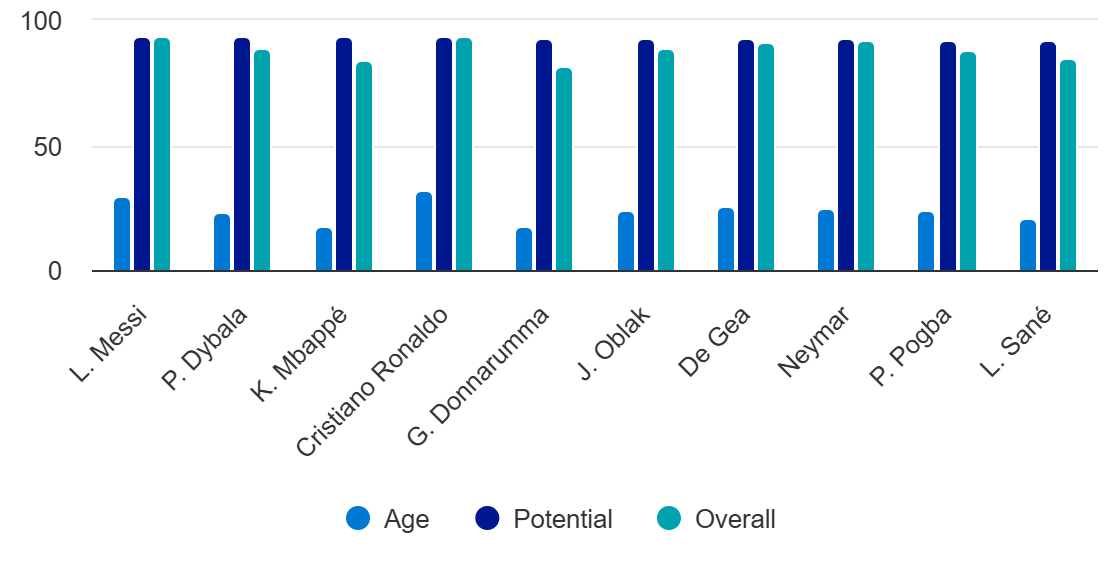 100
50
0
L. Messi
P. Dybala
K. Mbappé
Cristiano Ronaldo
G. Donnarumma
J. Oblak
De Gea
Neymar
P. Pogba
L. Sané
Age Potential Overall